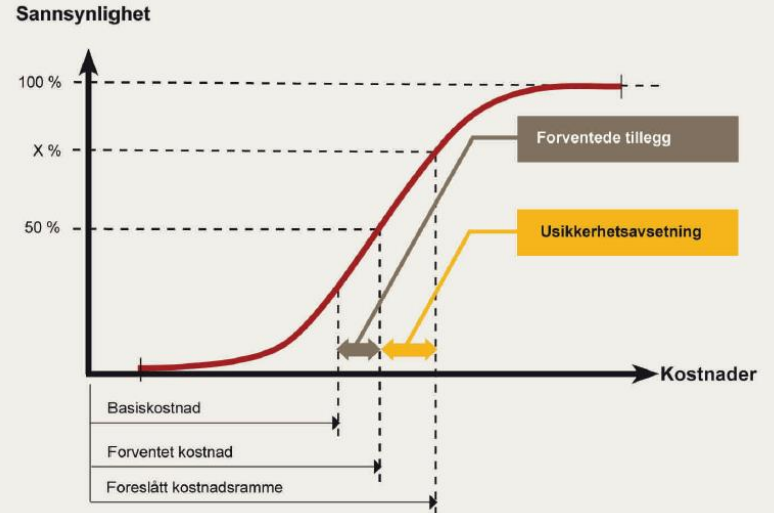 Sannsynlighet
100 %
X %
50 %
Forventede tillegg
Usikkerhetsavsetning
Kostnader
Basiskostnad
Forventet kostnad
Foreslått kostnadsramme